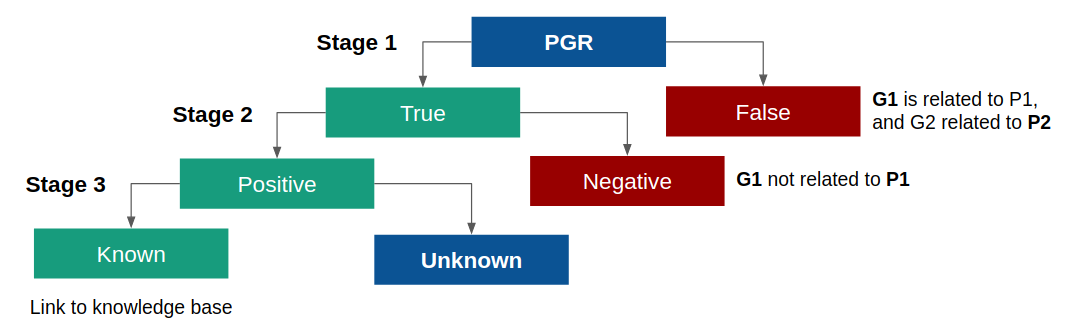 Stage 1
PGR
Stage 2
True
False
G1 is related to P1,
and G2 related to P2
Stage 3
Positive
Negative
G1 not related to P1
Known
Unknown
Link to knowledge base